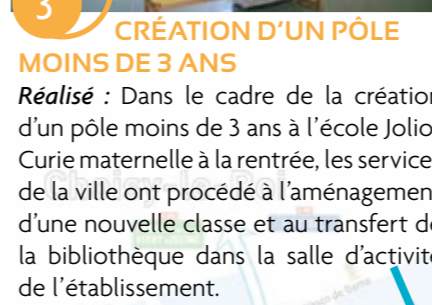 3
CRÉATION D'UN PÔLE
MOINS DE 3 ANS
Réalisé : Dans le cadre de la création
d'un pôle moins de 3 ans à l'école Jolio
Curie maternelle à la rentrée, les service
de la ville ont procédé à l'aménagemen
d'une nouvelle classe et au transfert de
la bibliothèque dans la salle d'activité
de l'établissement.